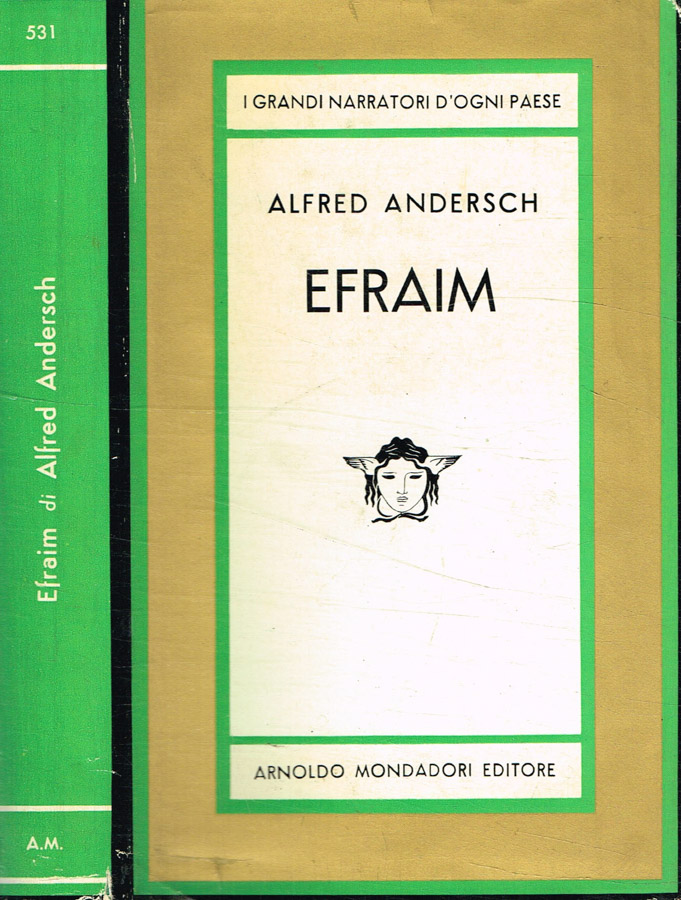 531
Efraim di Alfred Andersch
A.M.
I GRANDI NARRATORI D'OGNI PAESE
ALFRED ANDERSCH
EFRAIM
ARNOLDO MONDADORI EDITORE